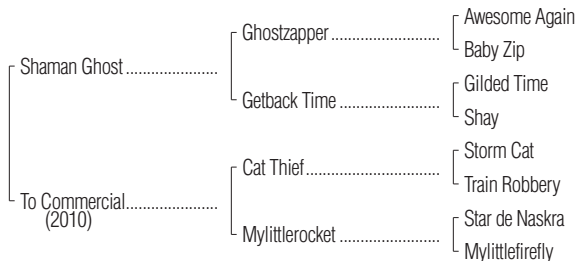 Awesome Again
Ghostzapper
Baby Zip
Shaman Ghost
Gilded Time
Getback Time
Shay
Storm Cat
Cat Thief
Train Robbery
To Commercial
(2010)
Star de Naskra
Mylittlerocket
Mylittlefirefly